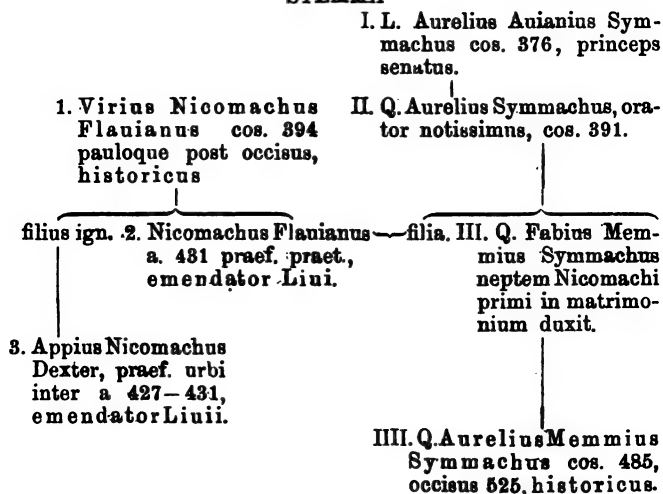 I. L. Aurelius Auianius Sym-
machus cos. 376, princeps
senatus.
1. Virius Nicomachus
Flauianus cos. 394
pauloque post occisus,
historicus
II. Q. Aurelius Symmachus, ora-
tor notissimus, cos. 391.
filius ign.
2. Nicomachus Flauianus
a. 431 praef. praet.,
emendator Liui.
filia.
III. Q. Fabius Mem-
mius Symmachus
neptem Nicomachi
primi in matrimo-
nium duxit.
3. Appius Nicomachus
Dexter, praef. urbi
inter a 427—431,
emendator Liuii.
IIII. Q. Aurelius Memmius
Symmachus cos. 485,
occisus 525, historicus.